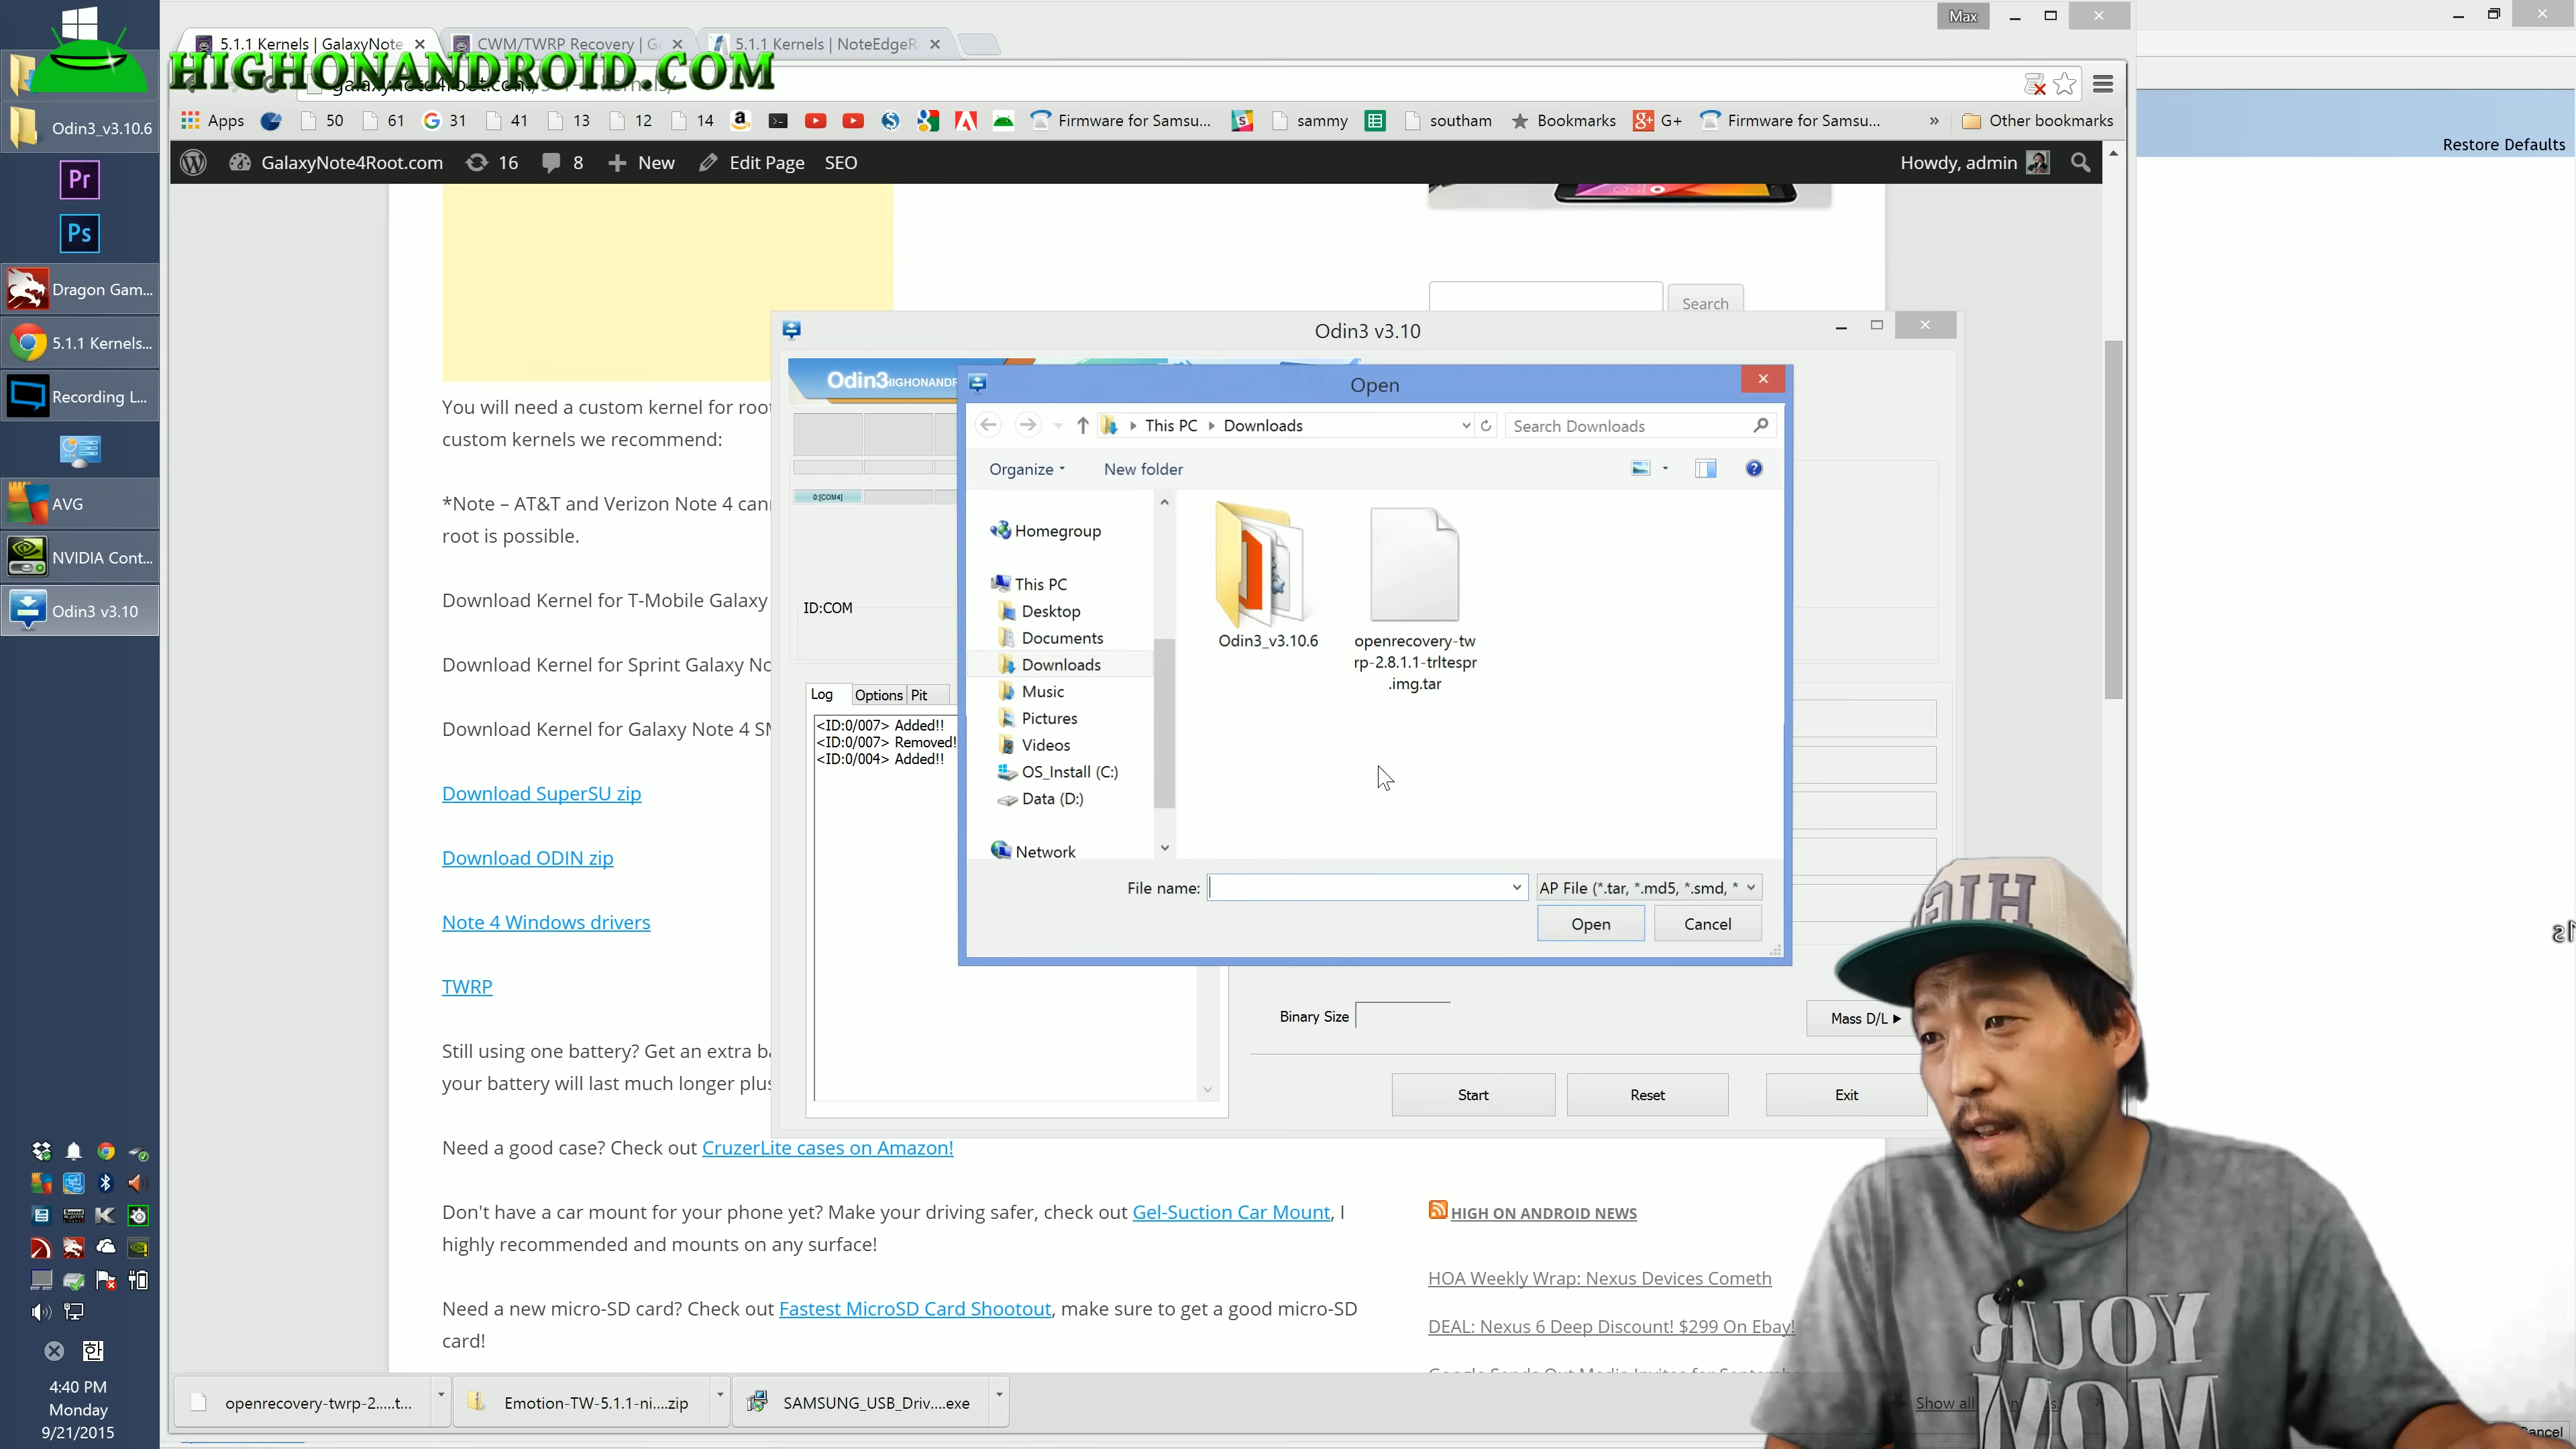 Max
5.1.1 Kernels | GalaxyNote
CWM/TWRP Recovery | Ga
5.1.1 Kernels | NoteEdgeR
HIGHONANDROID.COM
Odin3_v3.10.6
Apps 50 61 31 41 13 12 14 Firmware for Samsu... sammy southam Bookmarks G+ Firmware for Samsu... » Other bookmarks
Restore Defaults
GalaxyNote4Root.com 16 8 New Edit Page SEO Howdy, admin
Pr
Ps
Dragon Gam...
5.1.1 Kernels...
Recording L...
AVG
NVIDIA Cont...
Odin3 v3.10
Search
Odin3 v3.10
Odin3
HIGHONANDR
Open
This PC Downloads
Search Downloads
Organize New folder
Homegroup
This PC
Desktop
Documents
Downloads
Music
Pictures
Videos
OS_Install (C:)
Data (D:)
Network
Odin3_v3.10.6
openrecovery-tw
rp-2.8.1.1-trltespr
.img.tar
File name:
AP File (*.tar, *.md5, *.smd, *
Open Cancel
0:[COM4]
ID:COM
Log Options Pit
<ID:0/007> Added!!
<ID:0/007> Removed!
<ID:0/004> Added!!
Binary Size
Mass D/L
Start Reset Exit
You will need a custom kernel for root
custom kernels we recommend:
*Note – AT&T and Verizon Note 4 can
root is possible.
Download Kernel for T-Mobile Galaxy
Download Kernel for Sprint Galaxy No
Download Kernel for Galaxy Note 4 SM
Download SuperSU zip
Download ODIN zip
Note 4 Windows drivers
TWRP
Still using one battery? Get an extra ba
your battery will last much longer plus
Need a good case? Check out CruzerLite cases on Amazon!
Don't have a car mount for your phone yet? Make your driving safer, check out Gel-Suction Car Mount, I
highly recommended and mounts on any surface!
Need a new micro-SD card? Check out Fastest MicroSD Card Shootout, make sure to get a good micro-SD
card!
HIGH ON ANDROID NEWS
HOA Weekly Wrap: Nexus Devices Cometh
DEAL: Nexus 6 Deep Discount! $299 On Ebay!
한
4:40 PM
Monday
9/21/2015
openrecovery-twrp-2.....t...
Emotion-TW-5.1.1-ni....zip
SAMSUNG_USB_Driv....exe
Show all
HIGH
YOUR
MOM